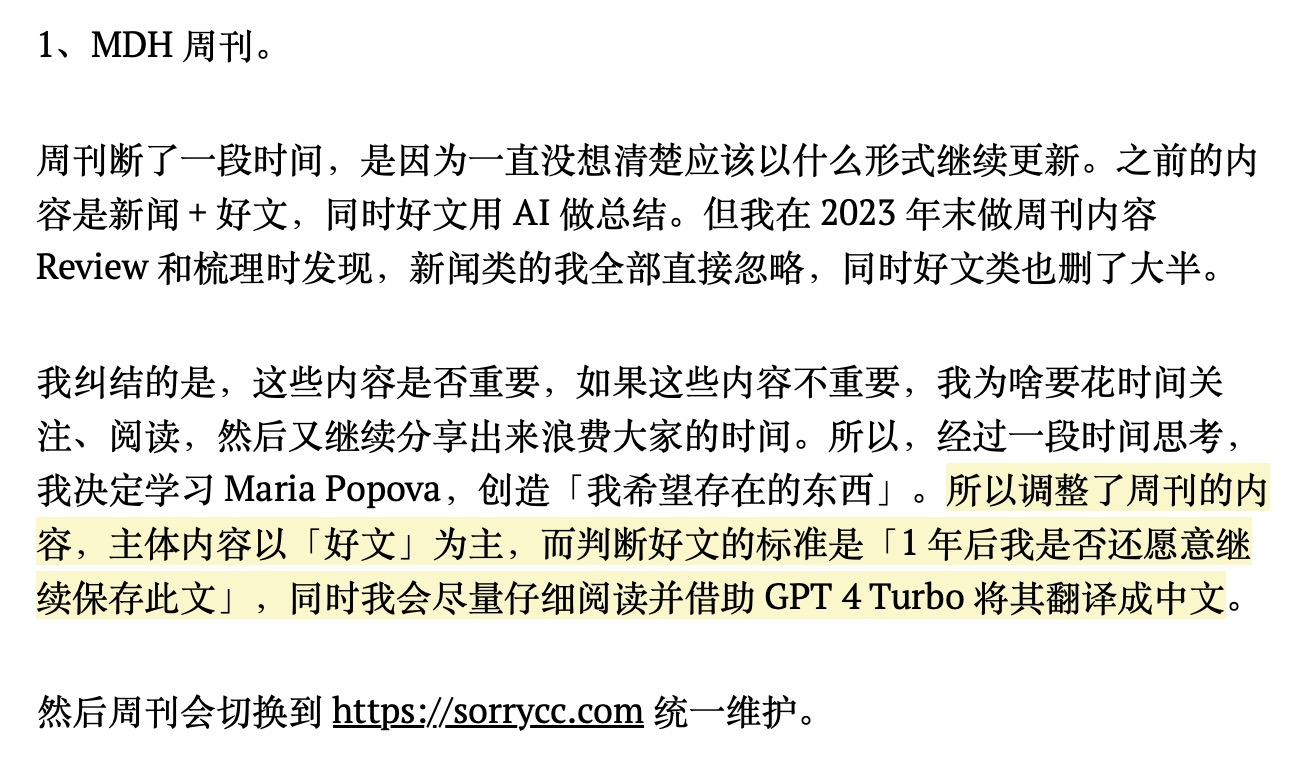 1、MDH 周刊。
周刊断了一段时间，是因为一直没想清楚应该以什么形式继续更新。之前的内
容是新闻 + 好文，同时好文用 AI 做总结。但我在 2023 年末做周刊内容
Review 和梳理时发现，新闻类的我全部直接忽略，同时好文类也删了大半。
我纠结的是，这些内容是否重要，如果这些内容不重要，我为啥要花时间关
注、阅读，然后又继续分享出来浪费大家的时间。所以，经过一段时间思考，
我决定学习 Maria Popova，创造「我希望存在的东西」。所以调整了周刊的内
容，主体内容以「好文」为主，而判断好文的标准是「1 年后我是否还愿意继
续保存此文」，同时我会尽量仔细阅读并借助 GPT 4 Turbo 将其翻译成中文。
然后周刊会切换到 https://sorrycc.com 统一维护。